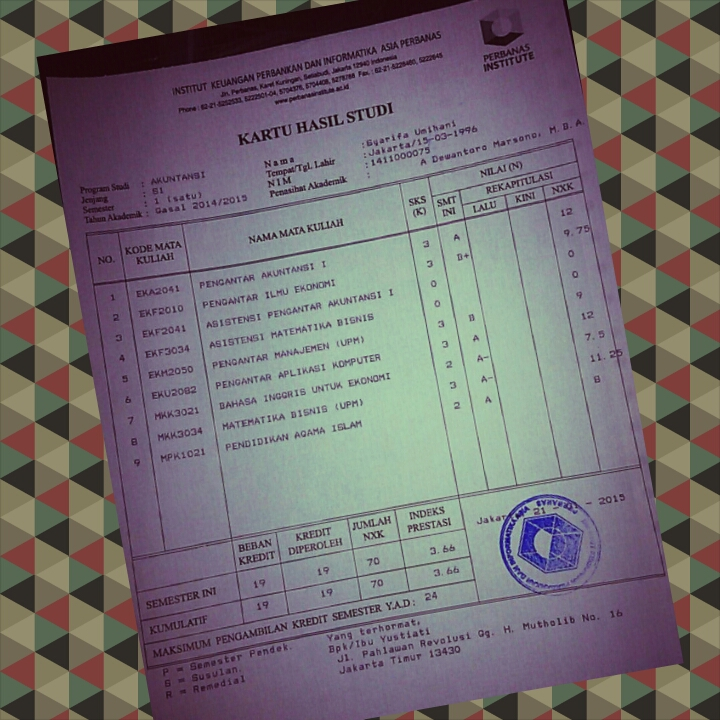 INSTITUT KEUANGAN PERBANKAN DAN INFORMATIKA ASIA PERBANAS
Jln. Perbanas, Karet Kuningan, Setiabudi, Jakarta 12940 Indonesia
Phone : 62-21-5252533, 5222501-04, 5704376, 5704408, 5278788 Fax. : 62-21-5228460, 5222645
www.perbanasinstitute.ac.id
PERBANAS
INSTITUTE
KARTU HASIL STUDI
Program Studi : AKUNTANSI
Jenjang : S1
Semester : 1 (satu)
Tahun Akademik : Gasal 2014/2015
Nama : Syarifa Umihani
Tempat/Tgl. Lahir : Jakarta/15-03-1996
NIM : 1411000075
Penasihat Akademik : A Dewantoro Marsono, M.B.A.
NO. KODE MATA KULIAH NAMA MATA KULIAH SKS (K) NILAI (N)
SMT INI REKAPITULASI
LALU KINI NXK
1 EKA2041 PENGANTAR AKUNTANSI I 3 A 12
2 EKF2010 PENGANTAR ILMU EKONOMI 3 B+ 9.75
3 EKF2041 ASISTENSI PENGANTAR AKUNTANSI I 0 0
4 EKF3034 ASISTENSI MATEMATIKA BISNIS 0 0
5 EKM2050 PENGANTAR MANAJEMEN (UPM) 3 B 9
6 EKU2082 PENGANTAR APLIKASI KOMPUTER 3 A 12
7 MKK3021 BAHASA INGGRIS UNTUK EKONOMI 2 A- 7.5
8 MKK3034 MATEMATIKA BISNIS (UPM) 3 A- 11.25
9 MPK1021 PENDIDIKAN AGAMA ISLAM 2 A 8
BEBAN KREDIT KREDIT DIPEROLEH JUMLAH NXK INDEKS PRESTASI
SEMESTER INI 19 19 70 3.66
KUMULATIF 19 19 70 3.66
MAKSIMUM PENGAMBILAN KREDIT SEMESTER Y.A.D : 24
21 - 2015
P = Semester Pendek.
S = Susulan.
R = Remedial
Yang terhormat,
Bpk/Ibu Yustiati
Jl. Pahlawan Revolusi Gg. H. Mutholib No. 16
Jakarta Timur 13430